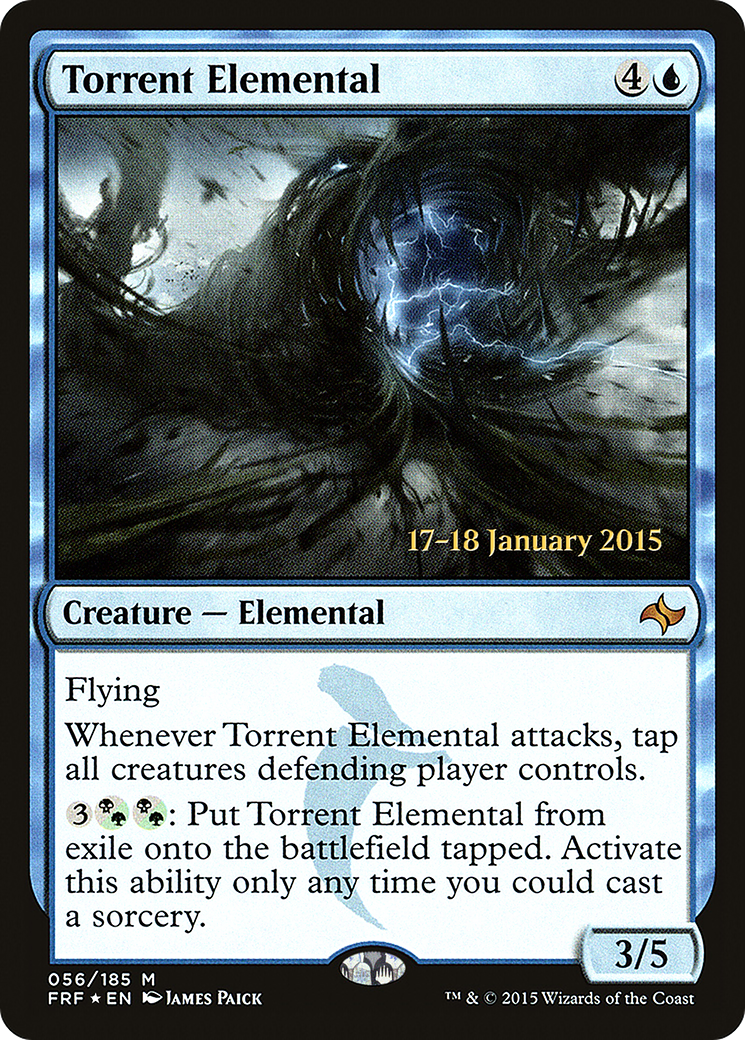 Torrent Elemental 4
17–18 January 2015
Creature — Elemental
Flying
Whenever Torrent Elemental attacks, tap
all creatures defending player controls.
3: Put Torrent Elemental from
exile onto the battlefield tapped. Activate
this ability only any time you could cast
a sorcery.
3/5
056/185 M
FRF ★ EN James Paick
™ & © 2015 Wizards of the Coast